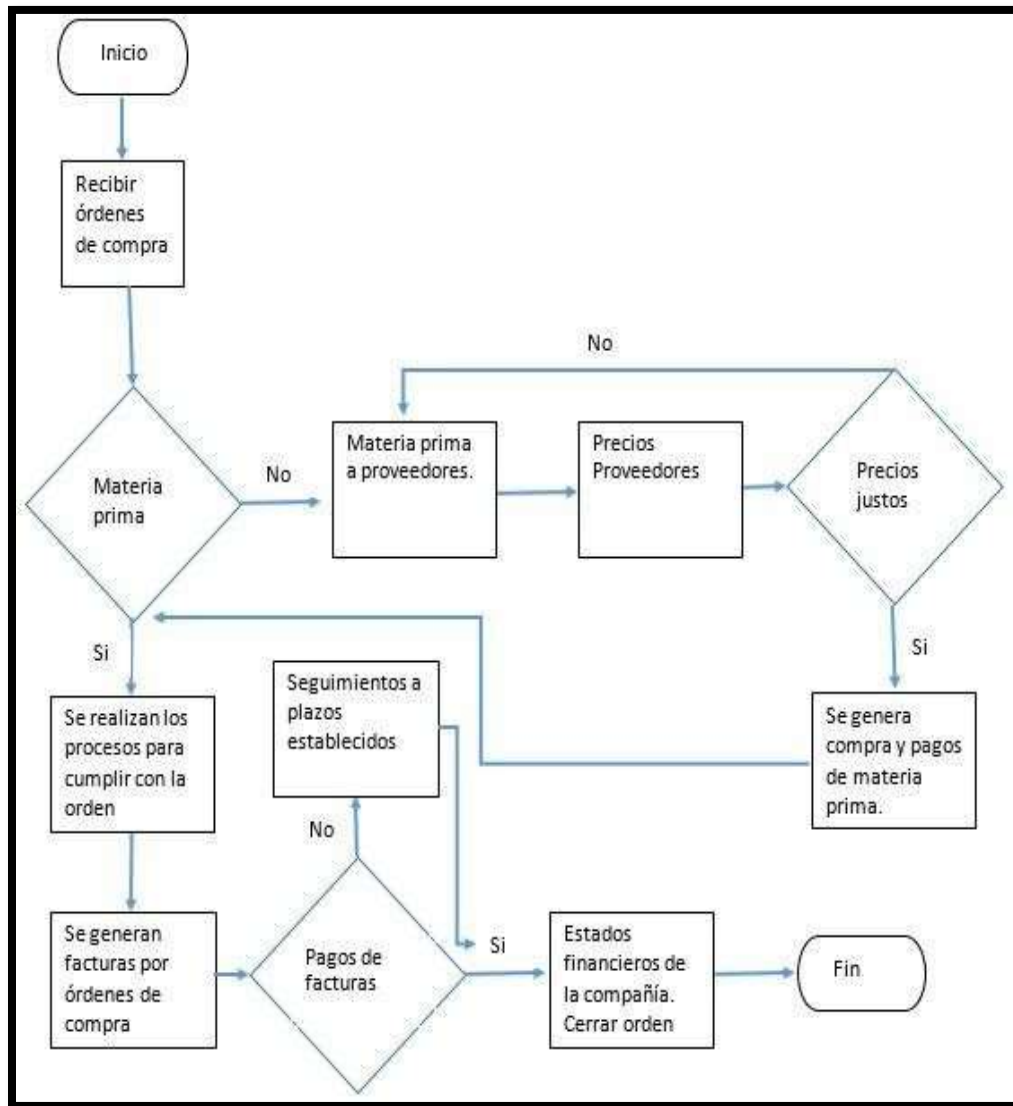 Inicio
Recibir
órdenes
de compra
No
Materia
prima
No
Materia prima
a proveedores.
Precios
Proveedores
Precios
justos
Si
Si
Se realizan los
procesos para
cumplir con la
orden
Seguimientos a
plazos
establecidos
Se genera
compra y pagos
de materia
prima.
No
Se generan
facturas por
órdenes de
compra
Pagos de
facturas
Si
Estados
financieros de
la compañía.
Cerrar orden
Fin